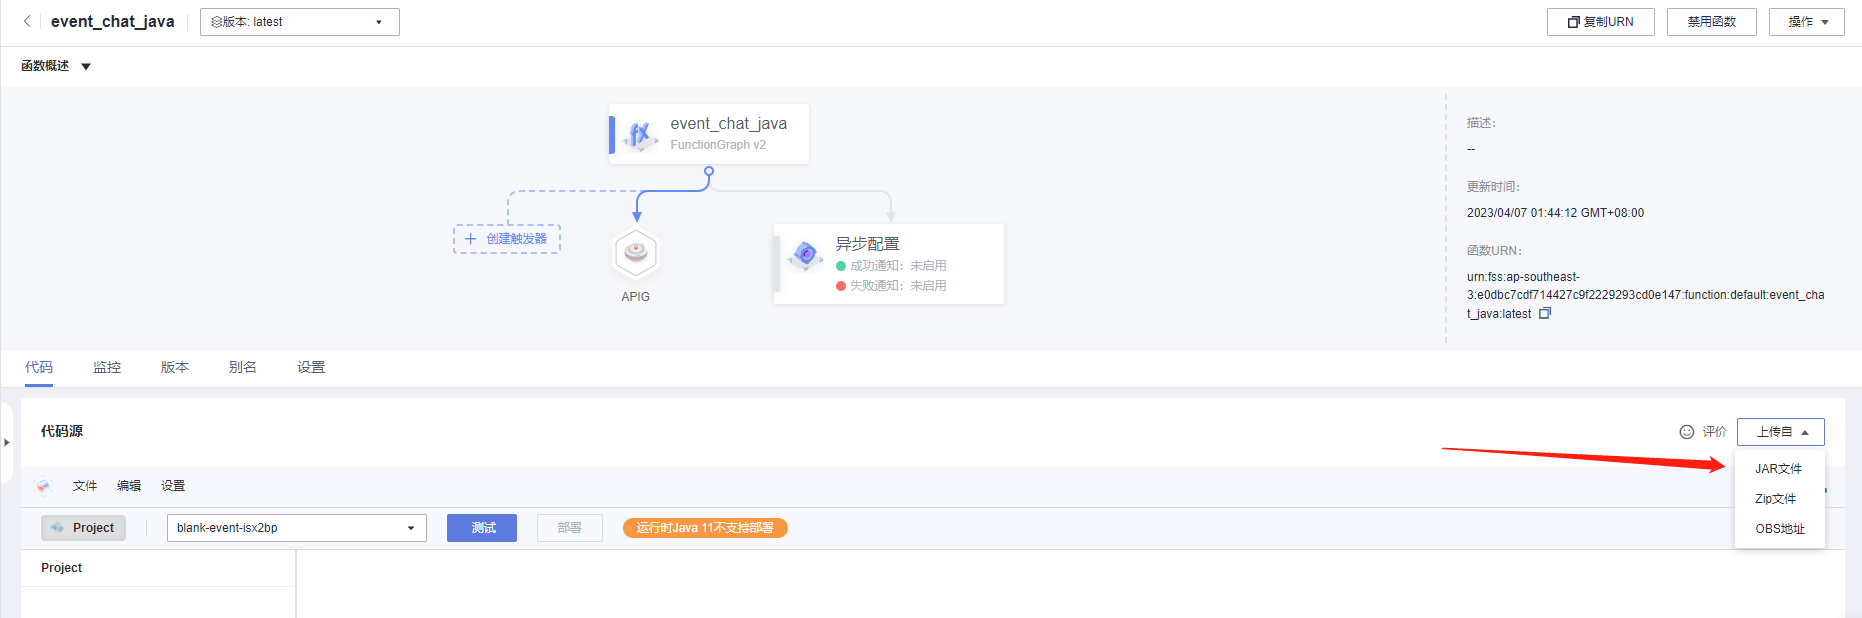 event_chat_java
版本: latest
复制URN
禁用函数
操作
函数概述
event_chat_java
FunctionGraph v2
创建触发器
APIG
异步配置
成功通知: 未启用
失败通知: 未启用
描述:
--
更新时间:
2023/04/07 01:44:12 GMT+08:00
函数URN:
urn:fss:ap-southeast-
3:e0dbc7cdf714427c9f2229293cd0e147:function:default:event_cha
t_java:latest
代码
监控
版本
别名
设置
代码源
评价
上传自
JAR文件
Zip文件
OBS地址
文件
编辑
设置
Project
blank-event-isx2bp
测试
部署
运行时Java 11不支持部署
Project